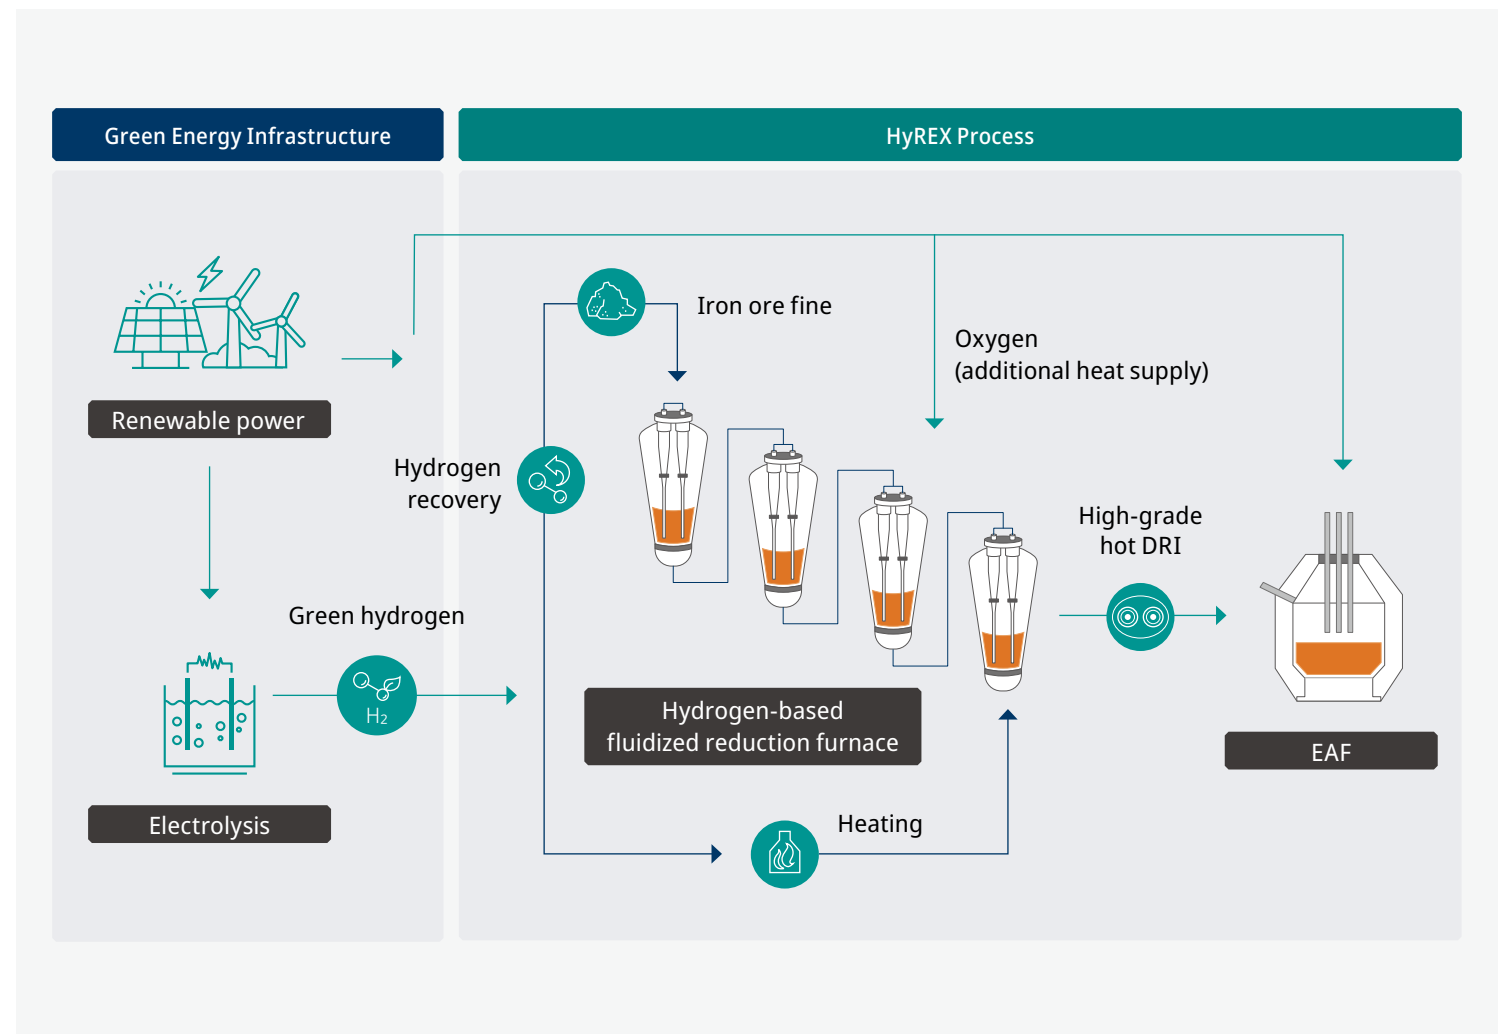 Green Energy Infrastructure
HyREX Process
Renewable power
Iron ore fine
Oxygen
(additional heat supply)
Hydrogen
recovery
High-grade
hot DRI
Green hydrogen
H₂
Hydrogen-based
fluidized reduction furnace
EAF
Electrolysis
Heating